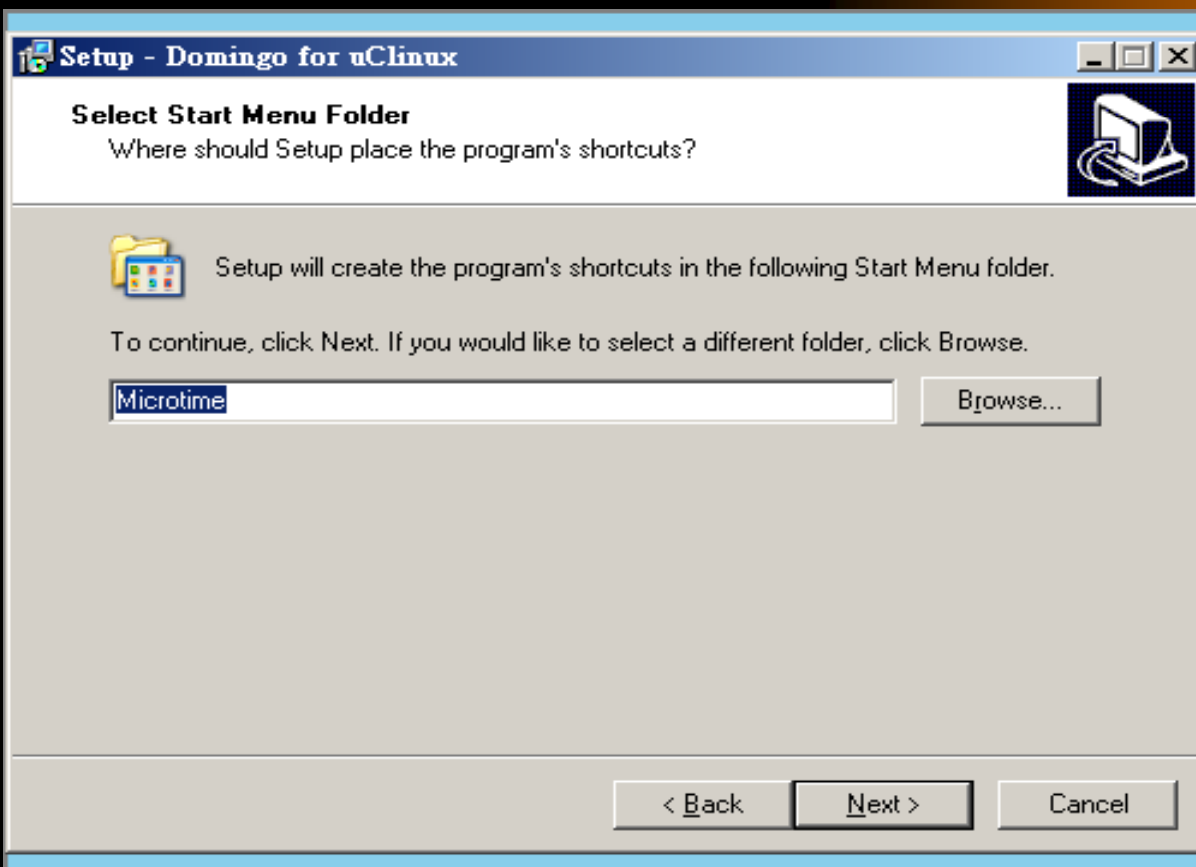 Setup - Domingo for uClinux
Select Start Menu Folder
Where should Setup place the program's shortcuts?
Setup will create the program's shortcuts in the following Start Menu folder.
To continue, click Next. If you would like to select a different folder, click Browse.
Microtime
Browse...
< Back
Next >
Cancel